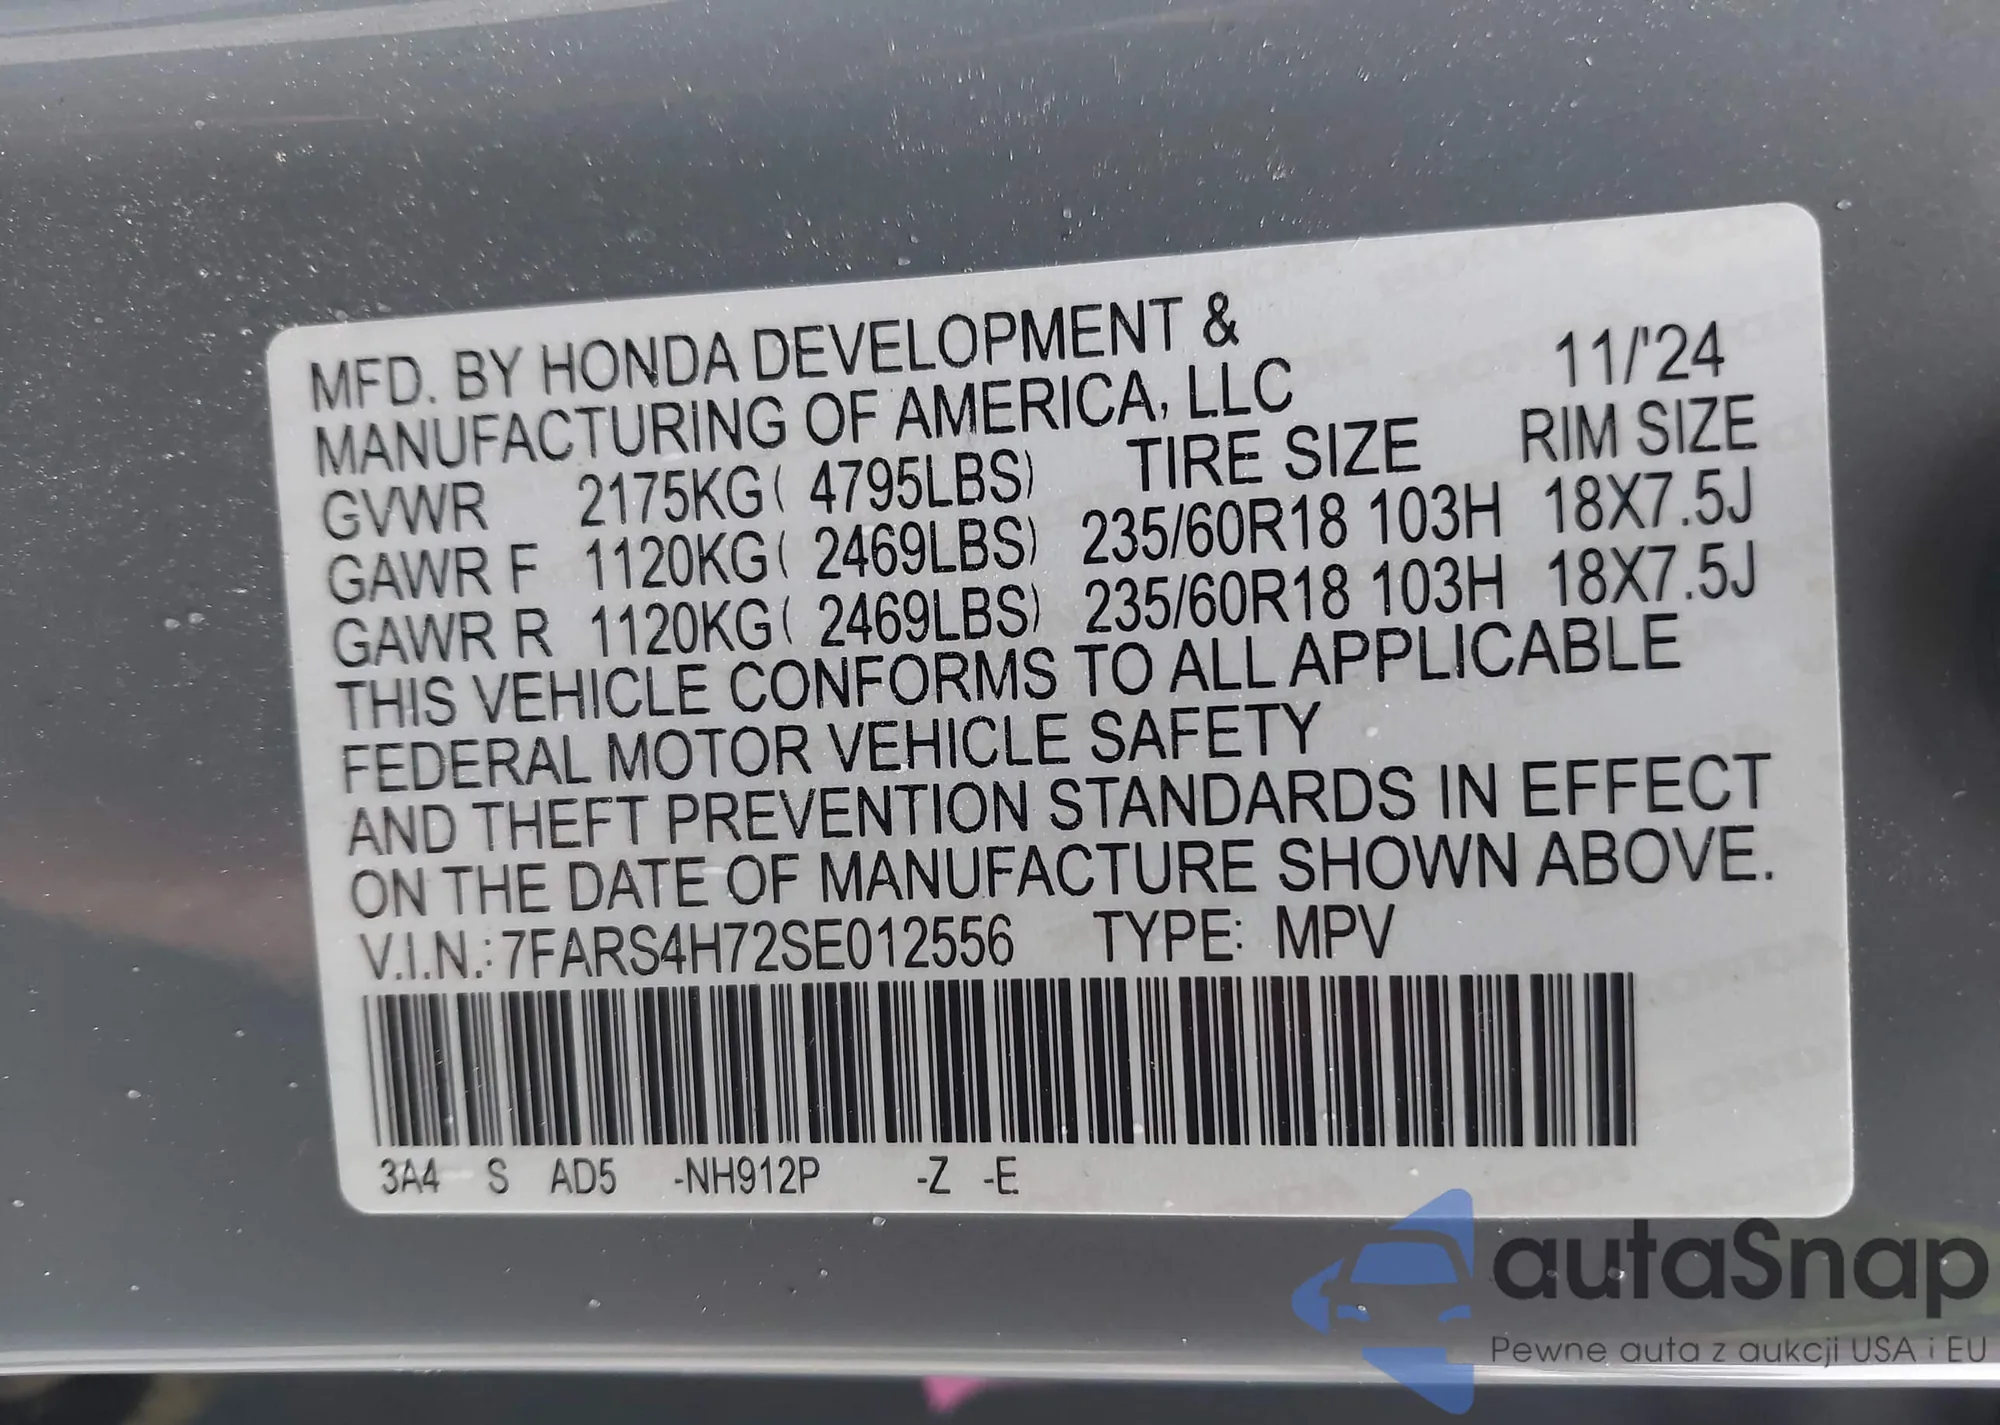 MFD. BY HONDA DEVELOPMENT &
MANUFACTURING OF AMERICA, LLC 11/'24
GVWR 2175KG( 4795LBS) TIRE SIZE RIM SIZE
GAWR F 1120KG( 2469LBS) 235/60R18 103H 18X7.5J
GAWR R 1120KG( 2469LBS) 235/60R18 103H 18X7.5J
THIS VEHICLE CONFORMS TO ALL APPLICABLE
FEDERAL MOTOR VEHICLE SAFETY
AND THEFT PREVENTION STANDARDS IN EFFECT
ON THE DATE OF MANUFACTURE SHOWN ABOVE.
V.I.N.: 7FARS4H72SE012556 TYPE: MPV
3A4 S AD5 -NH912P -Z -E
autaSnap
Pewne auta z aukcji USA i EU